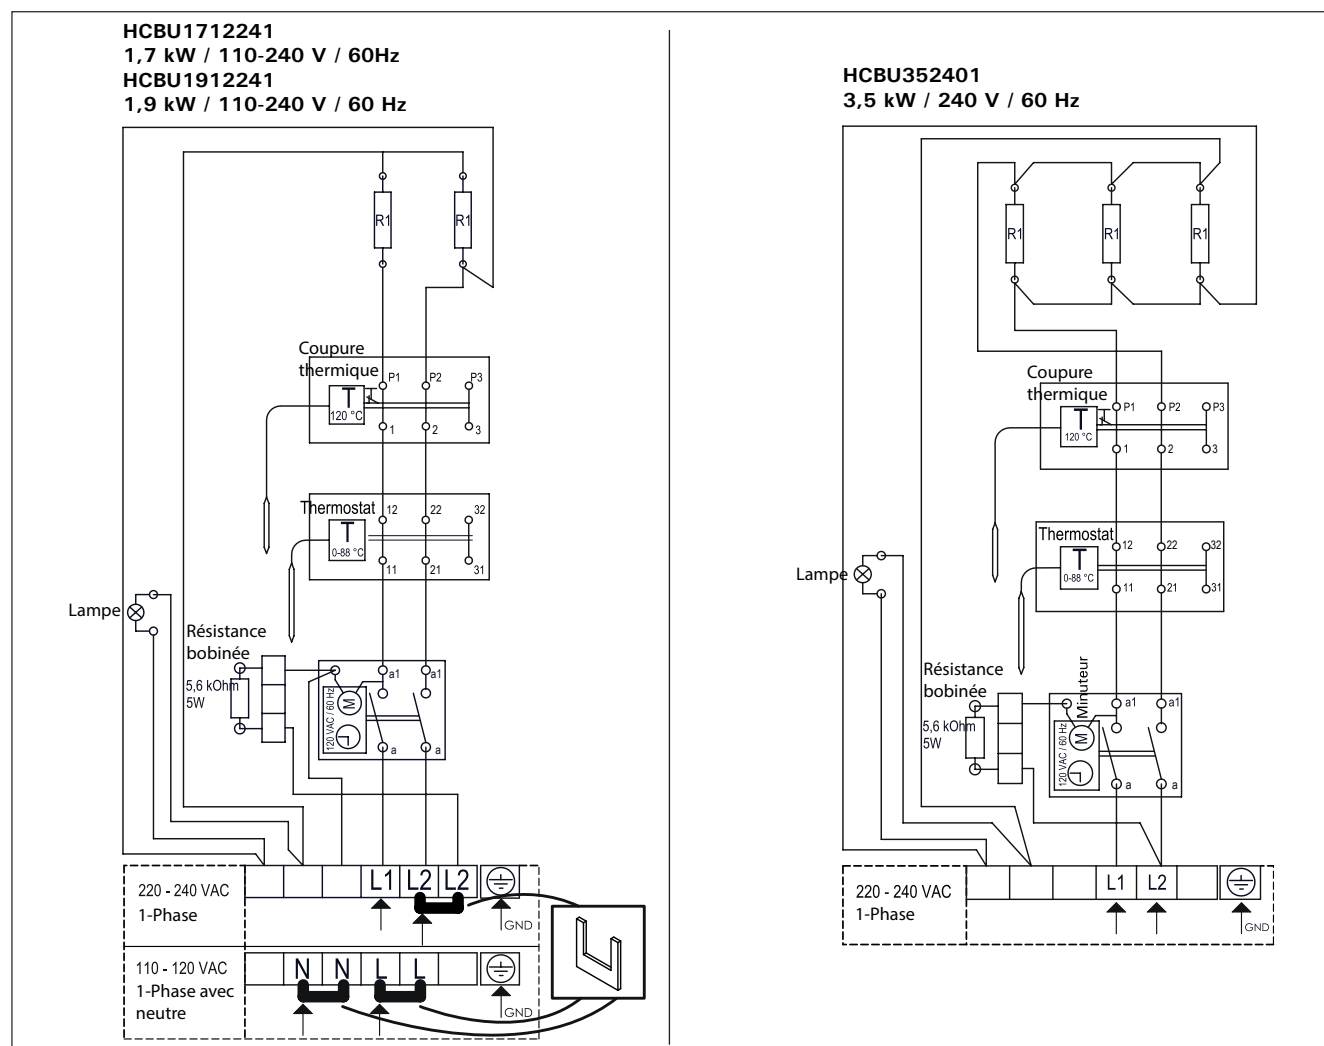 HCBU1712241
1,7 kW / 110-240 V / 60Hz
HCBU1912241
1,9 kW / 110-240 V / 60 Hz
R1
R1
Coupure
thermique
P1
P2
P3
T
120 °C
1
2
3
Thermostat
12
22
32
T
0-88 °C
11
21
31
Lampe
Résistance
bobinée
5,6 kOhm
5W
a1
a1
120 VAC / 60 Hz
M
a
a
220 - 240 VAC
1-Phase
L1
L2
L2
GND
110 - 120 VAC
1-Phase avec
neutre
N
N
L
L
GND
HCBU352401
3,5 kW / 240 V / 60 Hz
R1
R1
R1
Coupure
thermique
P1
P2
P3
T
120 °C
1
2
3
Thermostat
12
22
32
T
0-88 °C
11
21
31
Lampe
Résistance
bobinée
5,6 kOhm
5W
Minuteur
a1
a1
120 VAC / 60 Hz
M
a
a
220 - 240 VAC
1-Phase
L1
L2
GND